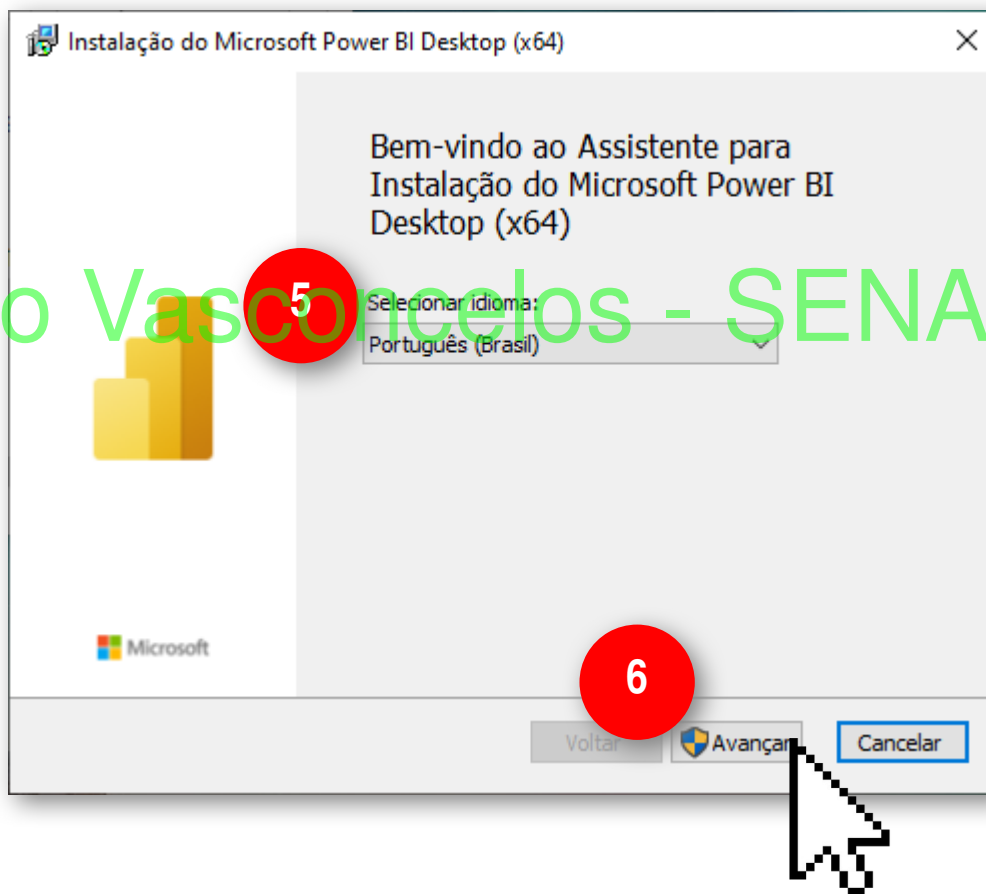 Instalação do Microsoft Power BI Desktop (x64)
Bem-vindo ao Assistente para
Instalação do Microsoft Power BI
Desktop (x64)
o Vasconcelos - SENA
5
Selecionar idioma:
Português (Brasil)
Microsoft
6
Voltar
Avançar
Cancelar